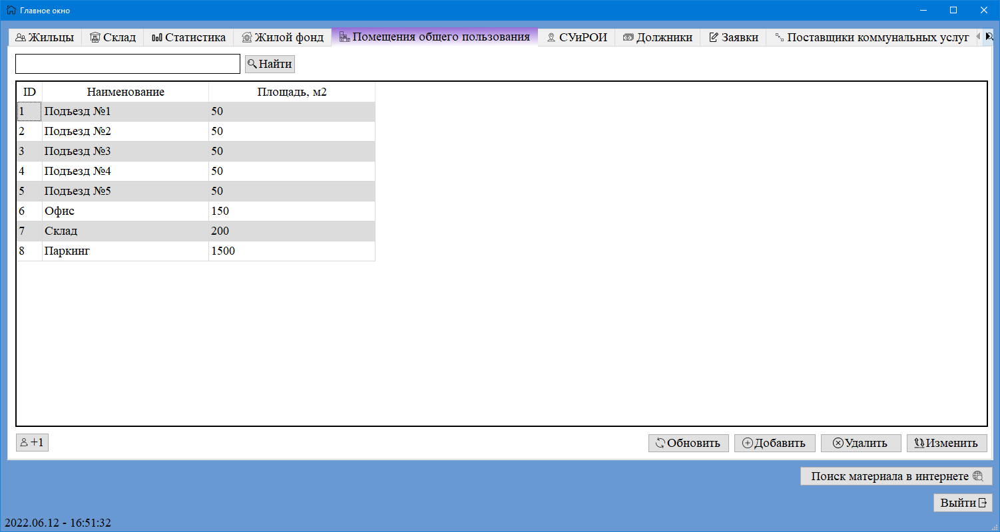 Главное окно
Жильцы Склад Статистика Жилой фонд Помещения общего пользования СУиРОИ Должники Заявки Поставщики коммунальных услуг
Найти
ID Наименование Площадь, м2
1 Подъезд №1 50
2 Подъезд №2 50
3 Подъезд №3 50
4 Подъезд №4 50
5 Подъезд №5 50
6 Офис 150
7 Склад 200
8 Паркинг 1500
+1 Обновить Добавить Удалить Изменить
Поиск материала в интернете
Выйти
2022.06.12 - 16:51:32